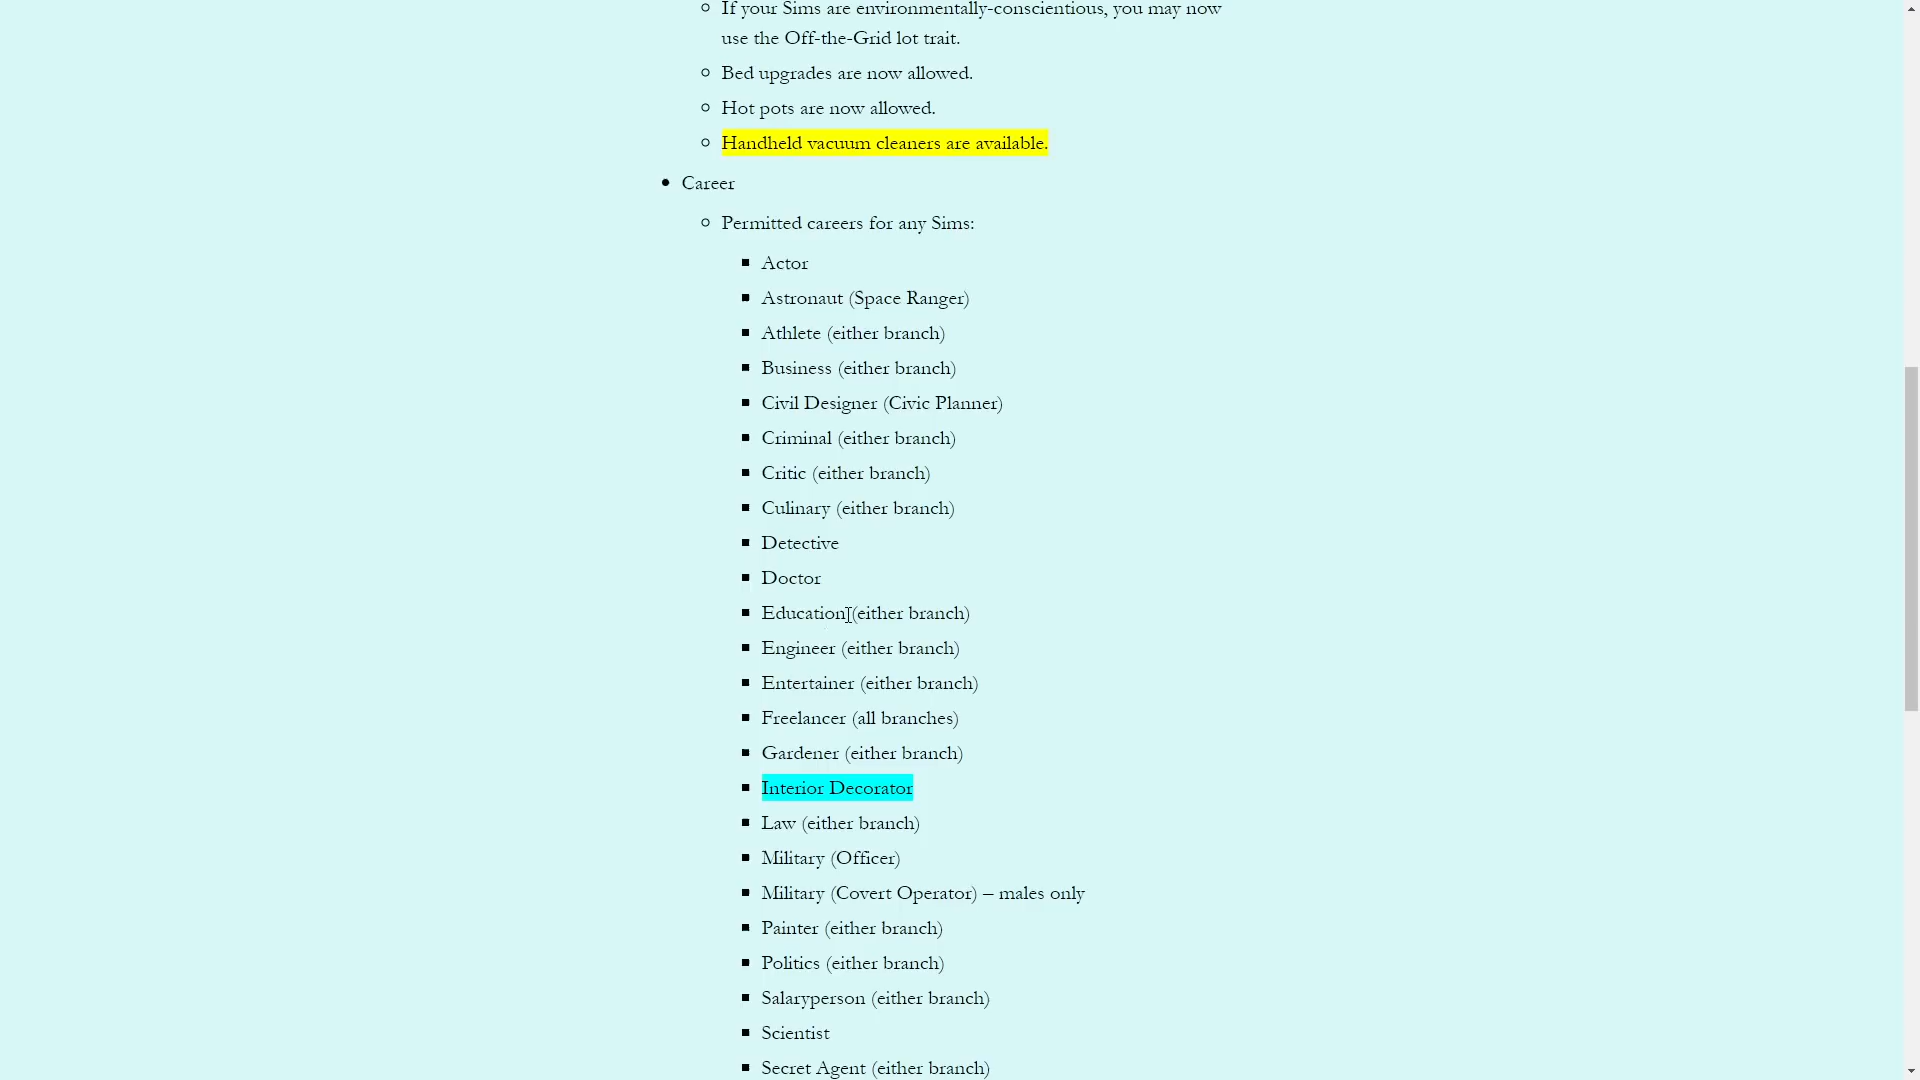 If your Sims are environmentally-conscientious, you may now
use the Off-the-Grid lot trait.
Bed upgrades are now allowed.
Hot pots are now allowed.
Handheld vacuum cleaners are available.
Career
Permitted careers for any Sims:
Actor
Astronaut (Space Ranger)
Athlete (either branch)
Business (either branch)
Civil Designer (Civic Planner)
Criminal (either branch)
Critic (either branch)
Culinary (either branch)
Detective
Doctor
Education (either branch)
Engineer (either branch)
Entertainer (either branch)
Freelancer (all branches)
Gardener (either branch)
Interior Decorator
Law (either branch)
Military (Officer)
Military (Covert Operator) – males only
Painter (either branch)
Politics (either branch)
Salaryperson (either branch)
Scientist
Secret Agent (either branch)